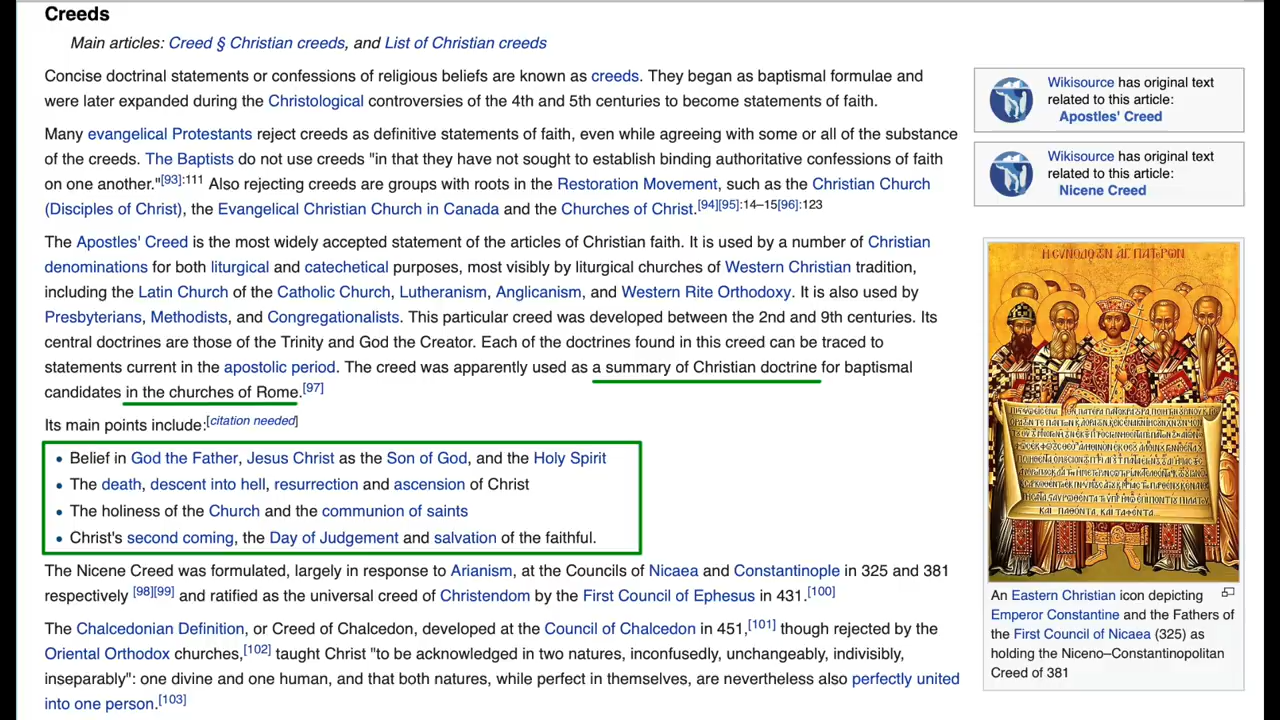 Creeds
Main articles: Creed § Christian creeds, and List of Christian creeds
Concise doctrinal statements or confessions of religious beliefs are known as creeds. They began as baptismal formulae and
were later expanded during the Christological controversies of the 4th and 5th centuries to become statements of faith.
Many evangelical Protestants reject creeds as definitive statements of faith, even while agreeing with some or all of the substance
of the creeds. The Baptists do not use creeds "in that they have not sought to establish binding authoritative confessions of faith
on one another."[93]:111 Also rejecting creeds are groups with roots in the Restoration Movement, such as the Christian Church
(Disciples of Christ), the Evangelical Christian Church in Canada and the Churches of Christ.[94][95]:14–15[96]:123
The Apostles' Creed is the most widely accepted statement of the articles of Christian faith. It is used by a number of Christian
denominations for both liturgical and catechetical purposes, most visibly by liturgical churches of Western Christian tradition,
including the Latin Church of the Catholic Church, Lutheranism, Anglicanism, and Western Rite Orthodoxy. It is also used by
Presbyterians, Methodists, and Congregationalists. This particular creed was developed between the 2nd and 9th centuries. Its
central doctrines are those of the Trinity and God the Creator. Each of the doctrines found in this creed can be traced to
statements current in the apostolic period. The creed was apparently used as a summary of Christian doctrine for baptismal
candidates in the churches of Rome.[97]
Its main points include:[citation needed]
• Belief in God the Father, Jesus Christ as the Son of God, and the Holy Spirit
• The death, descent into hell, resurrection and ascension of Christ
• The holiness of the Church and the communion of saints
• Christ's second coming, the Day of Judgement and salvation of the faithful.
The Nicene Creed was formulated, largely in response to Arianism, at the Councils of Nicaea and Constantinople in 325 and 381
respectively [98][99] and ratified as the universal creed of Christendom by the First Council of Ephesus in 431.[100]
The Chalcedonian Definition, or Creed of Chalcedon, developed at the Council of Chalcedon in 451,[101] though rejected by the
Oriental Orthodox churches,[102] taught Christ "to be acknowledged in two natures, inconfusedly, unchangeably, indivisibly,
inseparably": one divine and one human, and that both natures, while perfect in themselves, are nevertheless also perfectly united
into one person.[103]
Wikisource has original text
related to this article:
Apostles' Creed
Wikisource has original text
related to this article:
Nicene Creed
An Eastern Christian icon depicting
Emperor Constantine and the Fathers of
the First Council of Nicaea (325) as
holding the Niceno–Constantinopolitan
Creed of 381